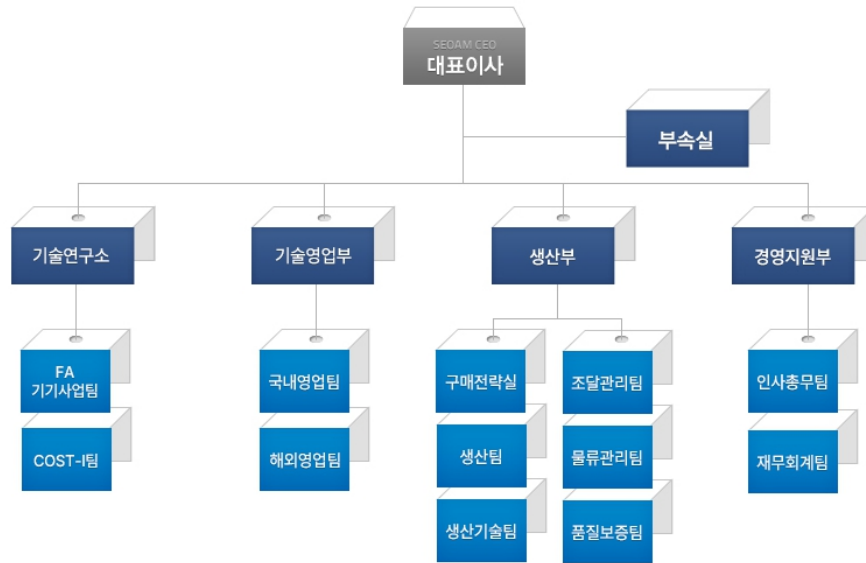 SEOAM CEO
대표이사
부속실
기술연구소
기술영업부
생산부
경영지원부
FA
기기사업팀
국내영업팀
구매전략실
조달관리팀
인사총무팀
COST-I팀
해외영업팀
생산팀
물류관리팀
재무회계팀
생산기술팀
품질보증팀